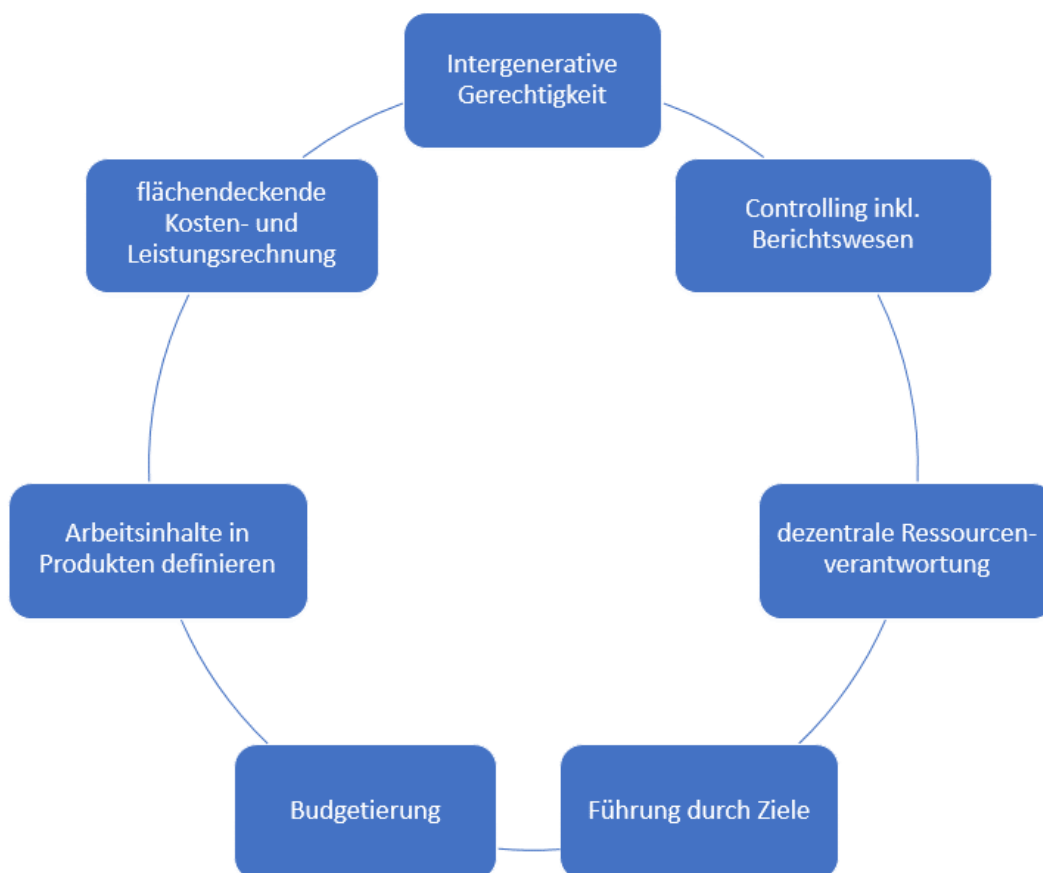 Intergenerative
Gerechtigkeit
flächendeckende
Kosten- und
Leistungsrechnung
Controlling inkl.
Berichtswesen
Arbeitsinhalte in
Produkten definieren
dezentrale Ressourcen-
verantwortung
Budgetierung
Führung durch Ziele